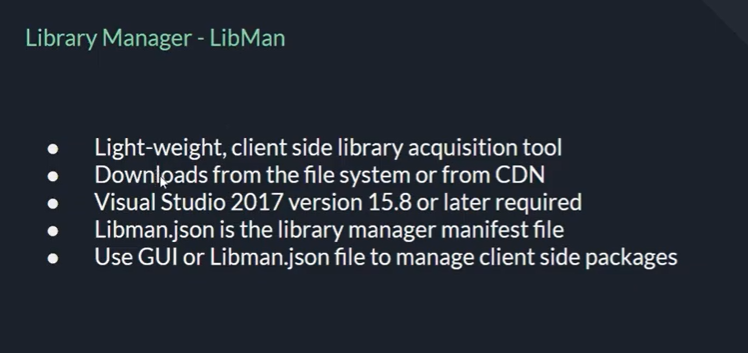 Library Manager - LibMan
● Light-weight, client side library acquisition tool
● Downloads from the file system or from CDN
● Visual Studio 2017 version 15.8 or later required
● Libman.json is the library manager manifest file
● Use GUI or Libman.json file to manage client side packages